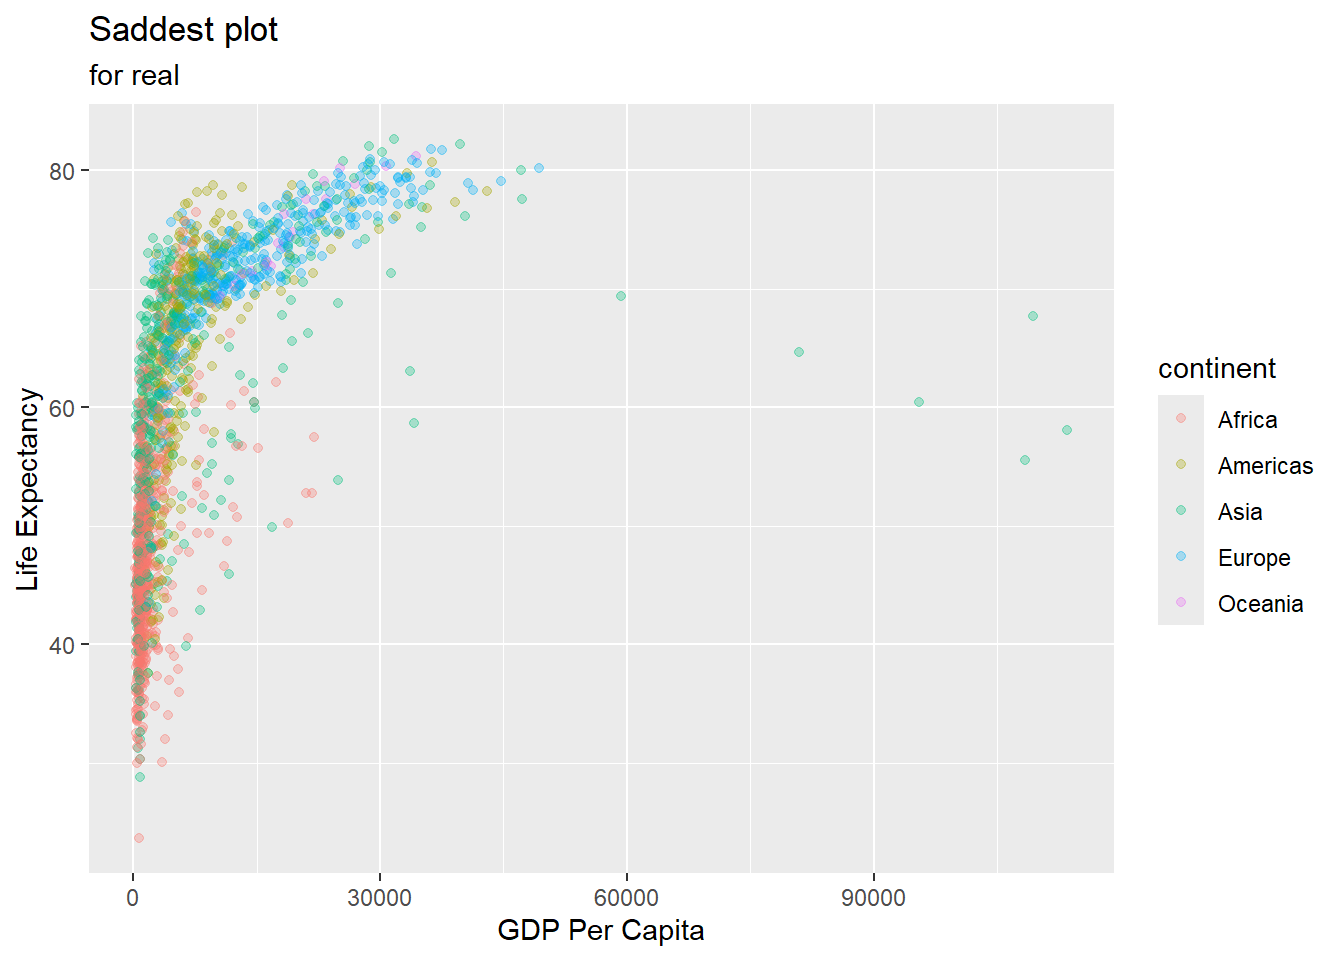 Saddest plot
for real
80
60
40
Life Expectancy
0
30000
60000
90000
GDP Per Capita
continent
Africa
Americas
Asia
Europe
Oceania